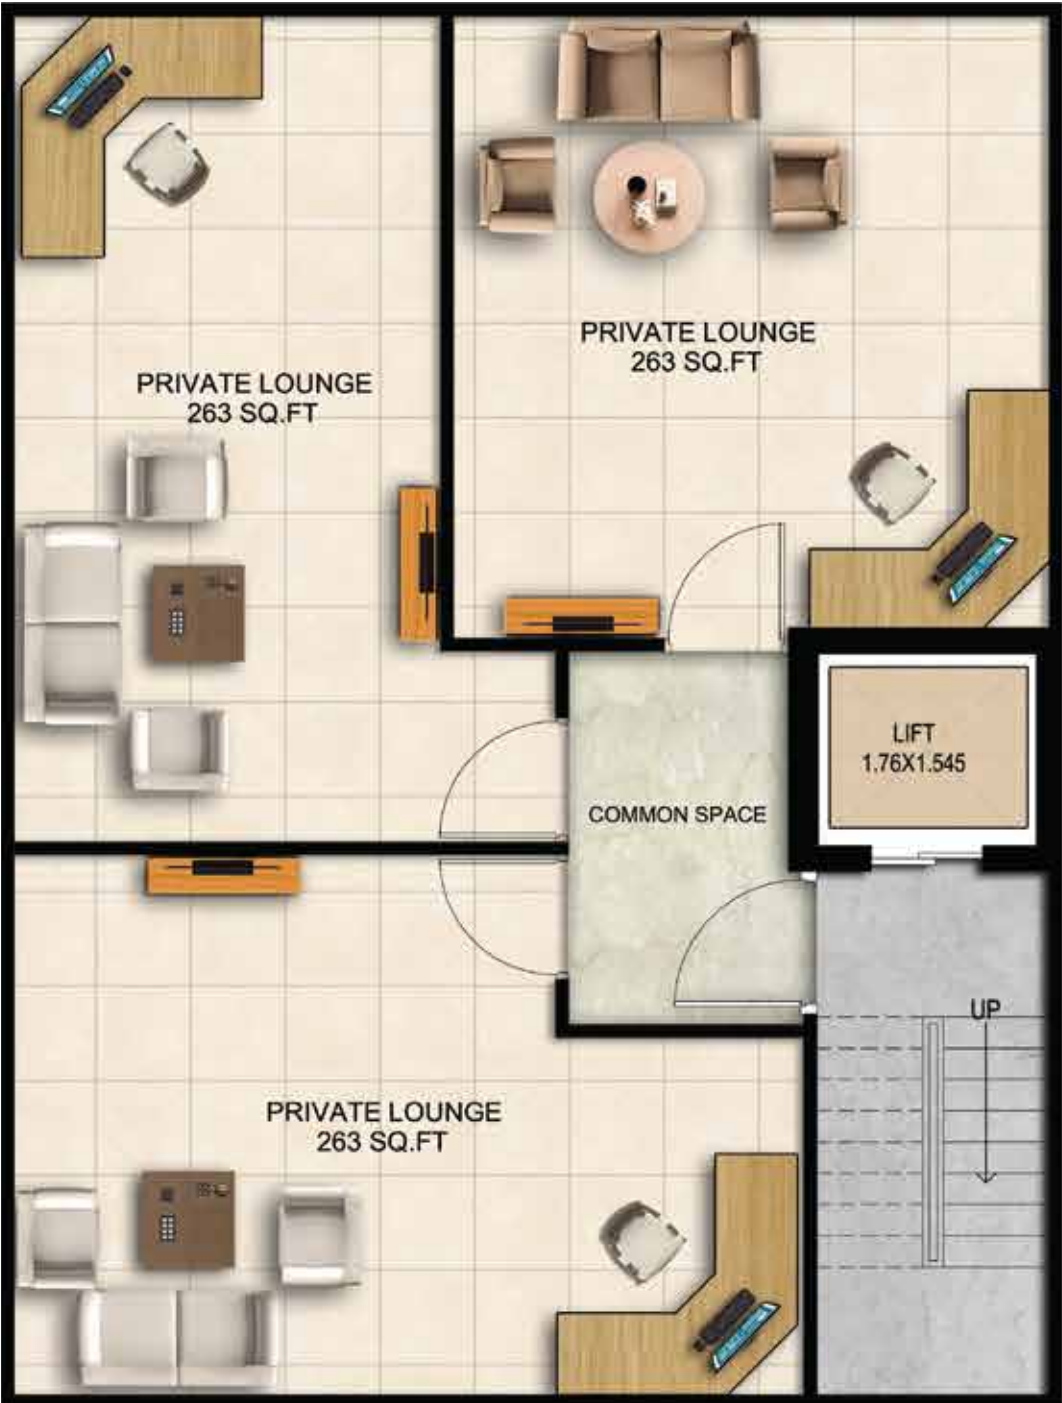 PRIVATE LOUNGE
263 SQ.FT
PRIVATE LOUNGE
263 SQ.FT
LIFT
1.76X1.545
COMMON SPACE
UP
PRIVATE LOUNGE
263 SQ.FT